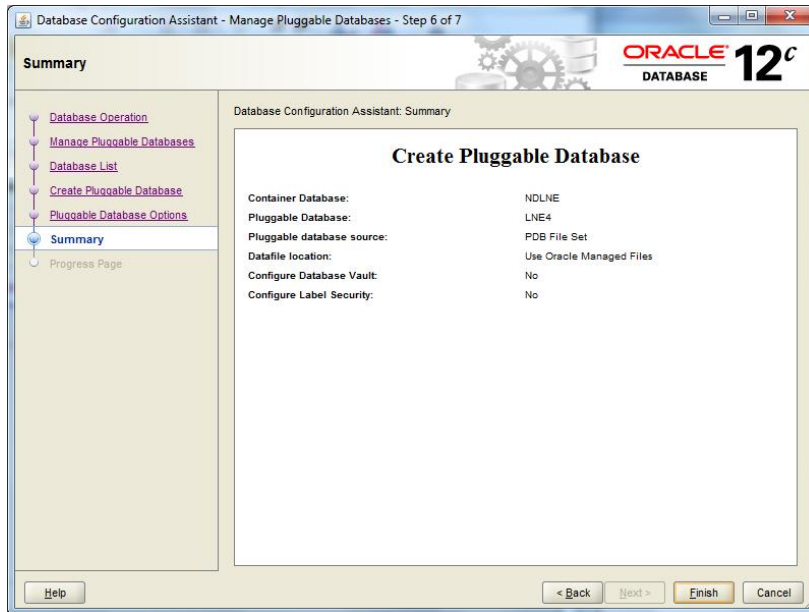 Database Configuration Assistant - Manage Pluggable Databases - Step 6 of 7
Summary
ORACLE
DATABASE
12c
Database Operation
Manage Pluggable Databases
Database List
Create Pluggable Database
Pluggable Database Options
Summary
Progress Page
Database Configuration Assistant: Summary
Create Pluggable Database
Container Database: NDLNE
Pluggable Database: LNE4
Pluggable database source: PDB File Set
Datafile location: Use Oracle Managed Files
Configure Database Vault: No
Configure Label Security: No
Help
< Back
Next >
Finish
Cancel